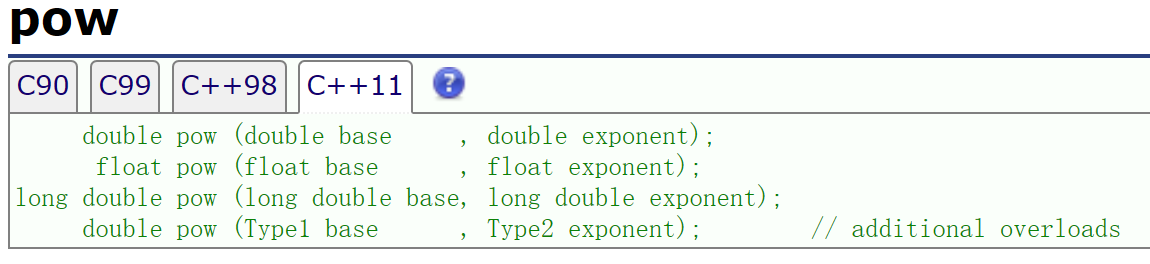 pow
C90 C99 C++98 C++11 ?
     double pow (double base     , double exponent);
      float pow (float base      , float exponent);
long double pow (long double base, long double exponent);
     double pow (Type1 base      , Type2 exponent);        // additional overloads